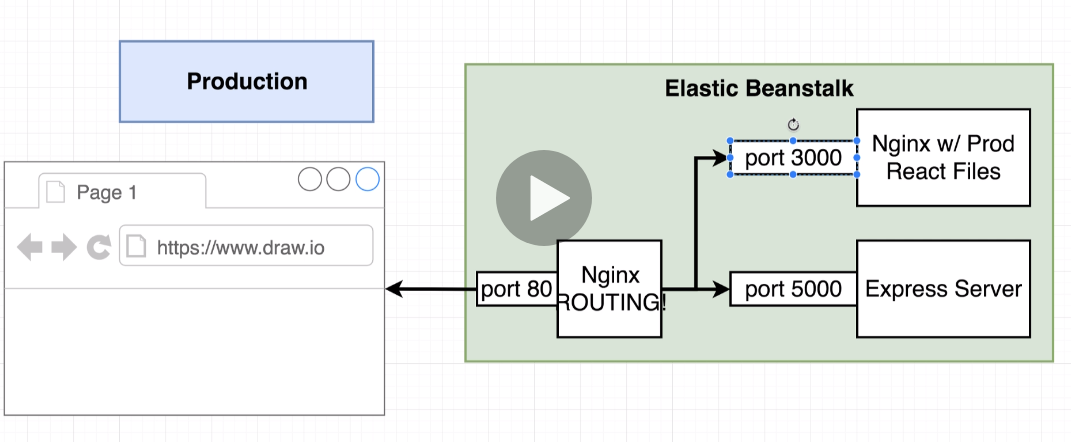 Production
Elastic Beanstalk
port 3000
Nginx w/ Prod
React Files
Page 1
https://www.draw.io
port 80
Nginx
ROUTING!
port 5000
Express Server